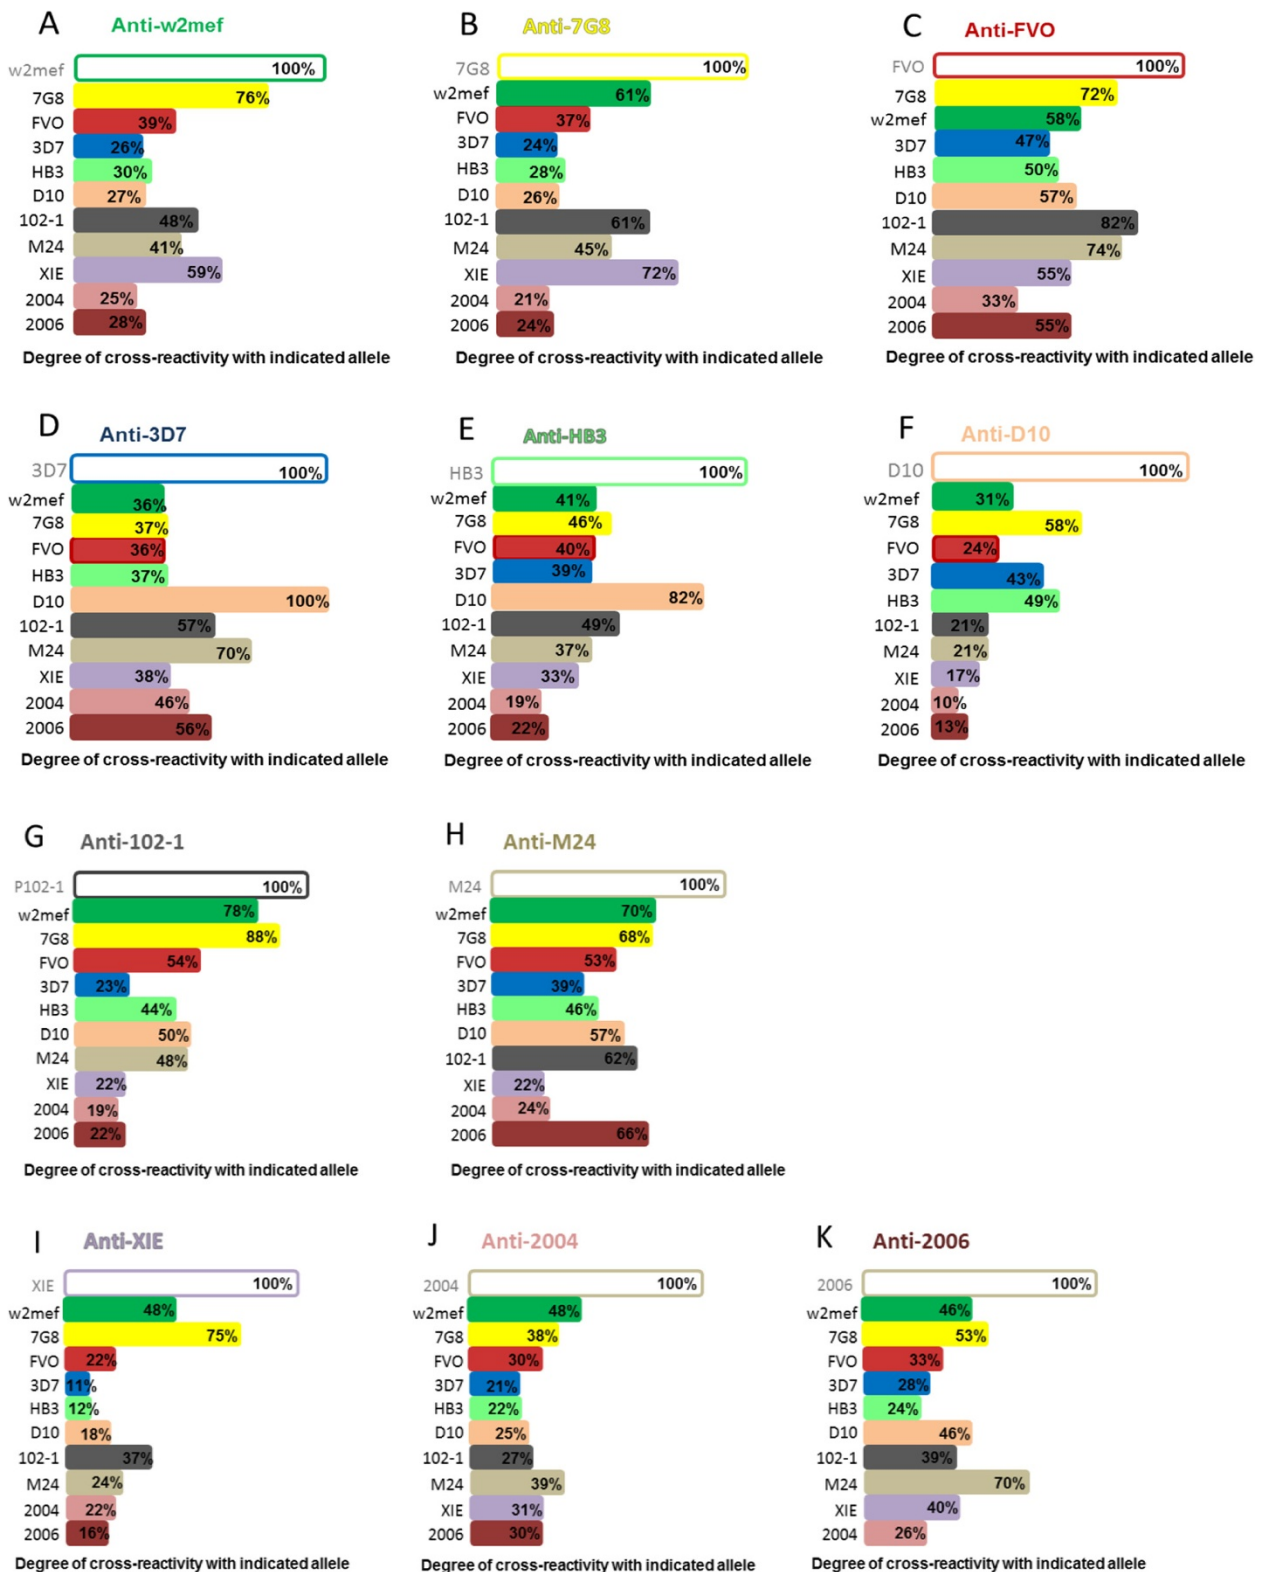 A Anti-w2mef
w2mef 100%
7G8 76%
FVO 39%
3D7 26%
HB3 30%
D10 27%
102-1 48%
M24 41%
XIE 59%
2004 25%
2006 28%
Degree of cross-reactivity with indicated allele
B Anti-7G8
7G8 100%
w2mef 61%
FVO 37%
3D7 24%
HB3 28%
D10 26%
102-1 61%
M24 45%
XIE 72%
2004 21%
2006 24%
Degree of cross-reactivity with indicated allele
C Anti-FVO
FVO 100%
7G8 72%
w2mef 58%
3D7 47%
HB3 50%
D10 57%
102-1 82%
M24 74%
XIE 55%
2004 33%
2006 55%
Degree of cross-reactivity with indicated allele
D Anti-3D7
3D7 100%
w2mef 36%
7G8 37%
FVO 36%
HB3 37%
D10 100%
102-1 57%
M24 70%
XIE 38%
2004 46%
2006 56%
Degree of cross-reactivity with indicated allele
E Anti-HB3
HB3 100%
w2mef 41%
7G8 46%
FVO 40%
3D7 39%
D10 82%
102-1 49%
M24 37%
XIE 33%
2004 19%
2006 22%
Degree of cross-reactivity with indicated allele
F Anti-D10
D10 100%
w2mef 31%
7G8 58%
FVO 24%
3D7 43%
HB3 49%
102-1 21%
M24 21%
XIE 17%
2004 10%
2006 13%
Degree of cross-reactivity with indicated allele
G Anti-102-1
P102-1 100%
w2mef 78%
7G8 88%
FVO 54%
3D7 23%
HB3 44%
D10 50%
M24 48%
XIE 22%
2004 19%
2006 22%
Degree of cross-reactivity with indicated allele
H Anti-M24
M24 100%
w2mef 70%
7G8 68%
FVO 53%
3D7 39%
HB3 46%
D10 57%
102-1 62%
XIE 22%
2004 24%
2006 66%
Degree of cross-reactivity with indicated allele
I Anti-XIE
XIE 100%
w2mef 48%
7G8 75%
FVO 22%
3D7 11%
HB3 12%
D10 18%
102-1 37%
M24 24%
2004 22%
2006 16%
Degree of cross-reactivity with indicated allele
J Anti-2004
2004 100%
w2mef 48%
7G8 38%
FVO 30%
3D7 21%
HB3 22%
D10 25%
102-1 27%
M24 39%
XIE 31%
2006 30%
Degree of cross-reactivity with indicated allele
K Anti-2006
2006 100%
w2mef 46%
7G8 53%
FVO 33%
3D7 28%
HB3 24%
D10 46%
102-1 39%
M24 70%
XIE 40%
2004 26%
Degree of cross-reactivity with indicated allele